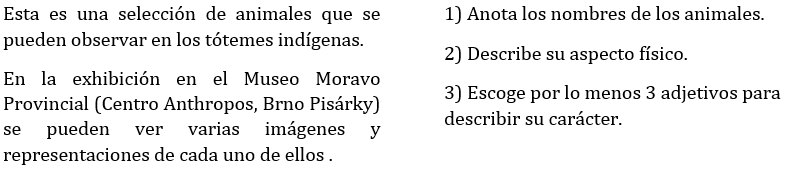 Esta es una selección de animales que se
pueden observar en los tótemes indígenas.
En la exhibición en el Museo Moravo
Provincial (Centro Anthropos, Brno Pisárky)
se pueden ver varias imágenes y
representaciones de cada uno de ellos .
1) Anota los nombres de los animales.
2) Describe su aspecto físico.
3) Escoge por lo menos 3 adjetivos para
describir su carácter.